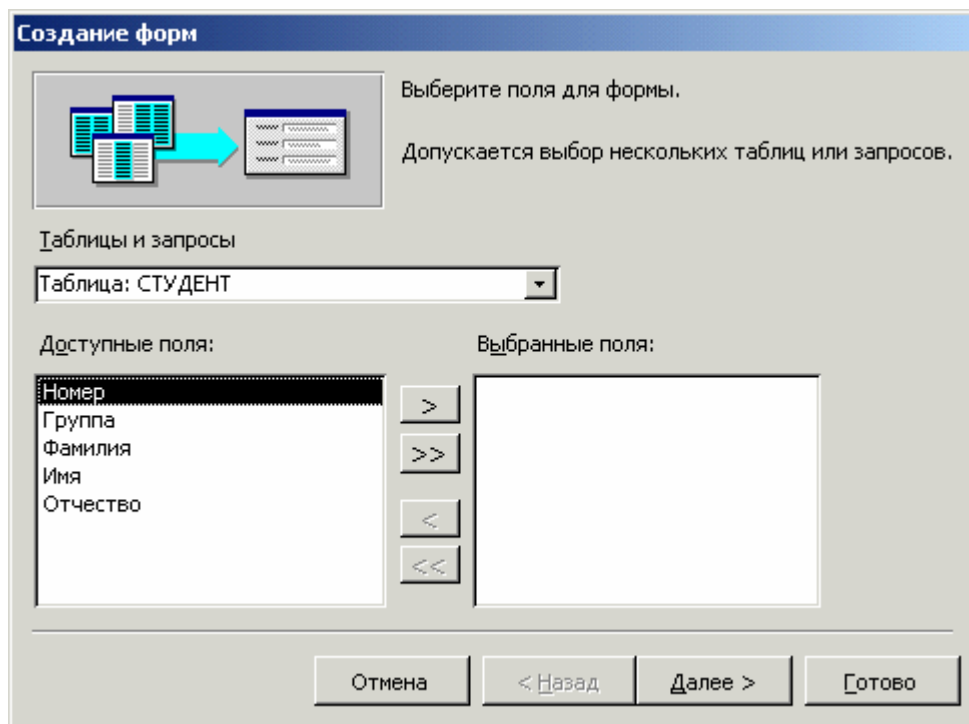 Создание форм
Выберите поля для формы.
Допускается выбор нескольких таблиц или запросов.
Таблицы и запросы
Таблица: СТУДЕНТ
Доступные поля:
Выбранные поля:
Номер
Группа
Фамилия
Имя
Отчество
>
>>
<
<<
Отмена
< Назад
Далее >
Готово